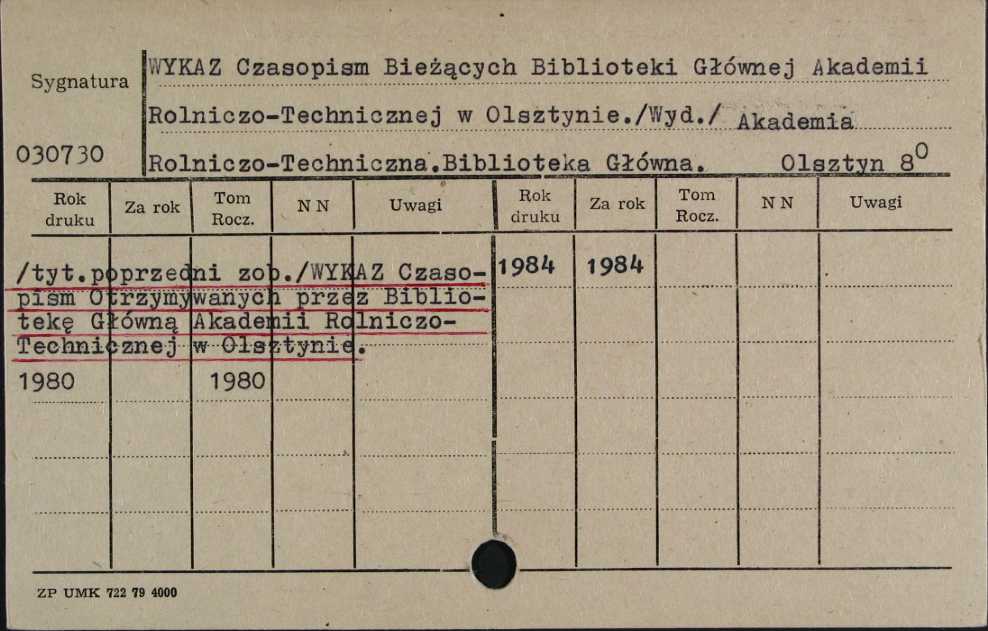 WYKAZ Czasopism Bieżących Biblioteki Głównej Akademii
Sygnatura
Rolniczo-Technicznej w Olsztynie./Wyd./ Akademia
030730
Rolniczo-Techniczna.Biblioteka Główna. Olsztyn 8⁰
Rok druku Za rok Tom Rocz. N N Uwagi Rok druku Za rok Tom Rocz. N N Uwagi
/tyt.poprzedni zob./WYKAZ Czaso- 1984 1984
pism Otrzymywanych przez Biblio-
tekę Główną Akademii Rolniczo-
Technicznej w Olsztynie.
1980 1980
ZP UMK 722 79 4000